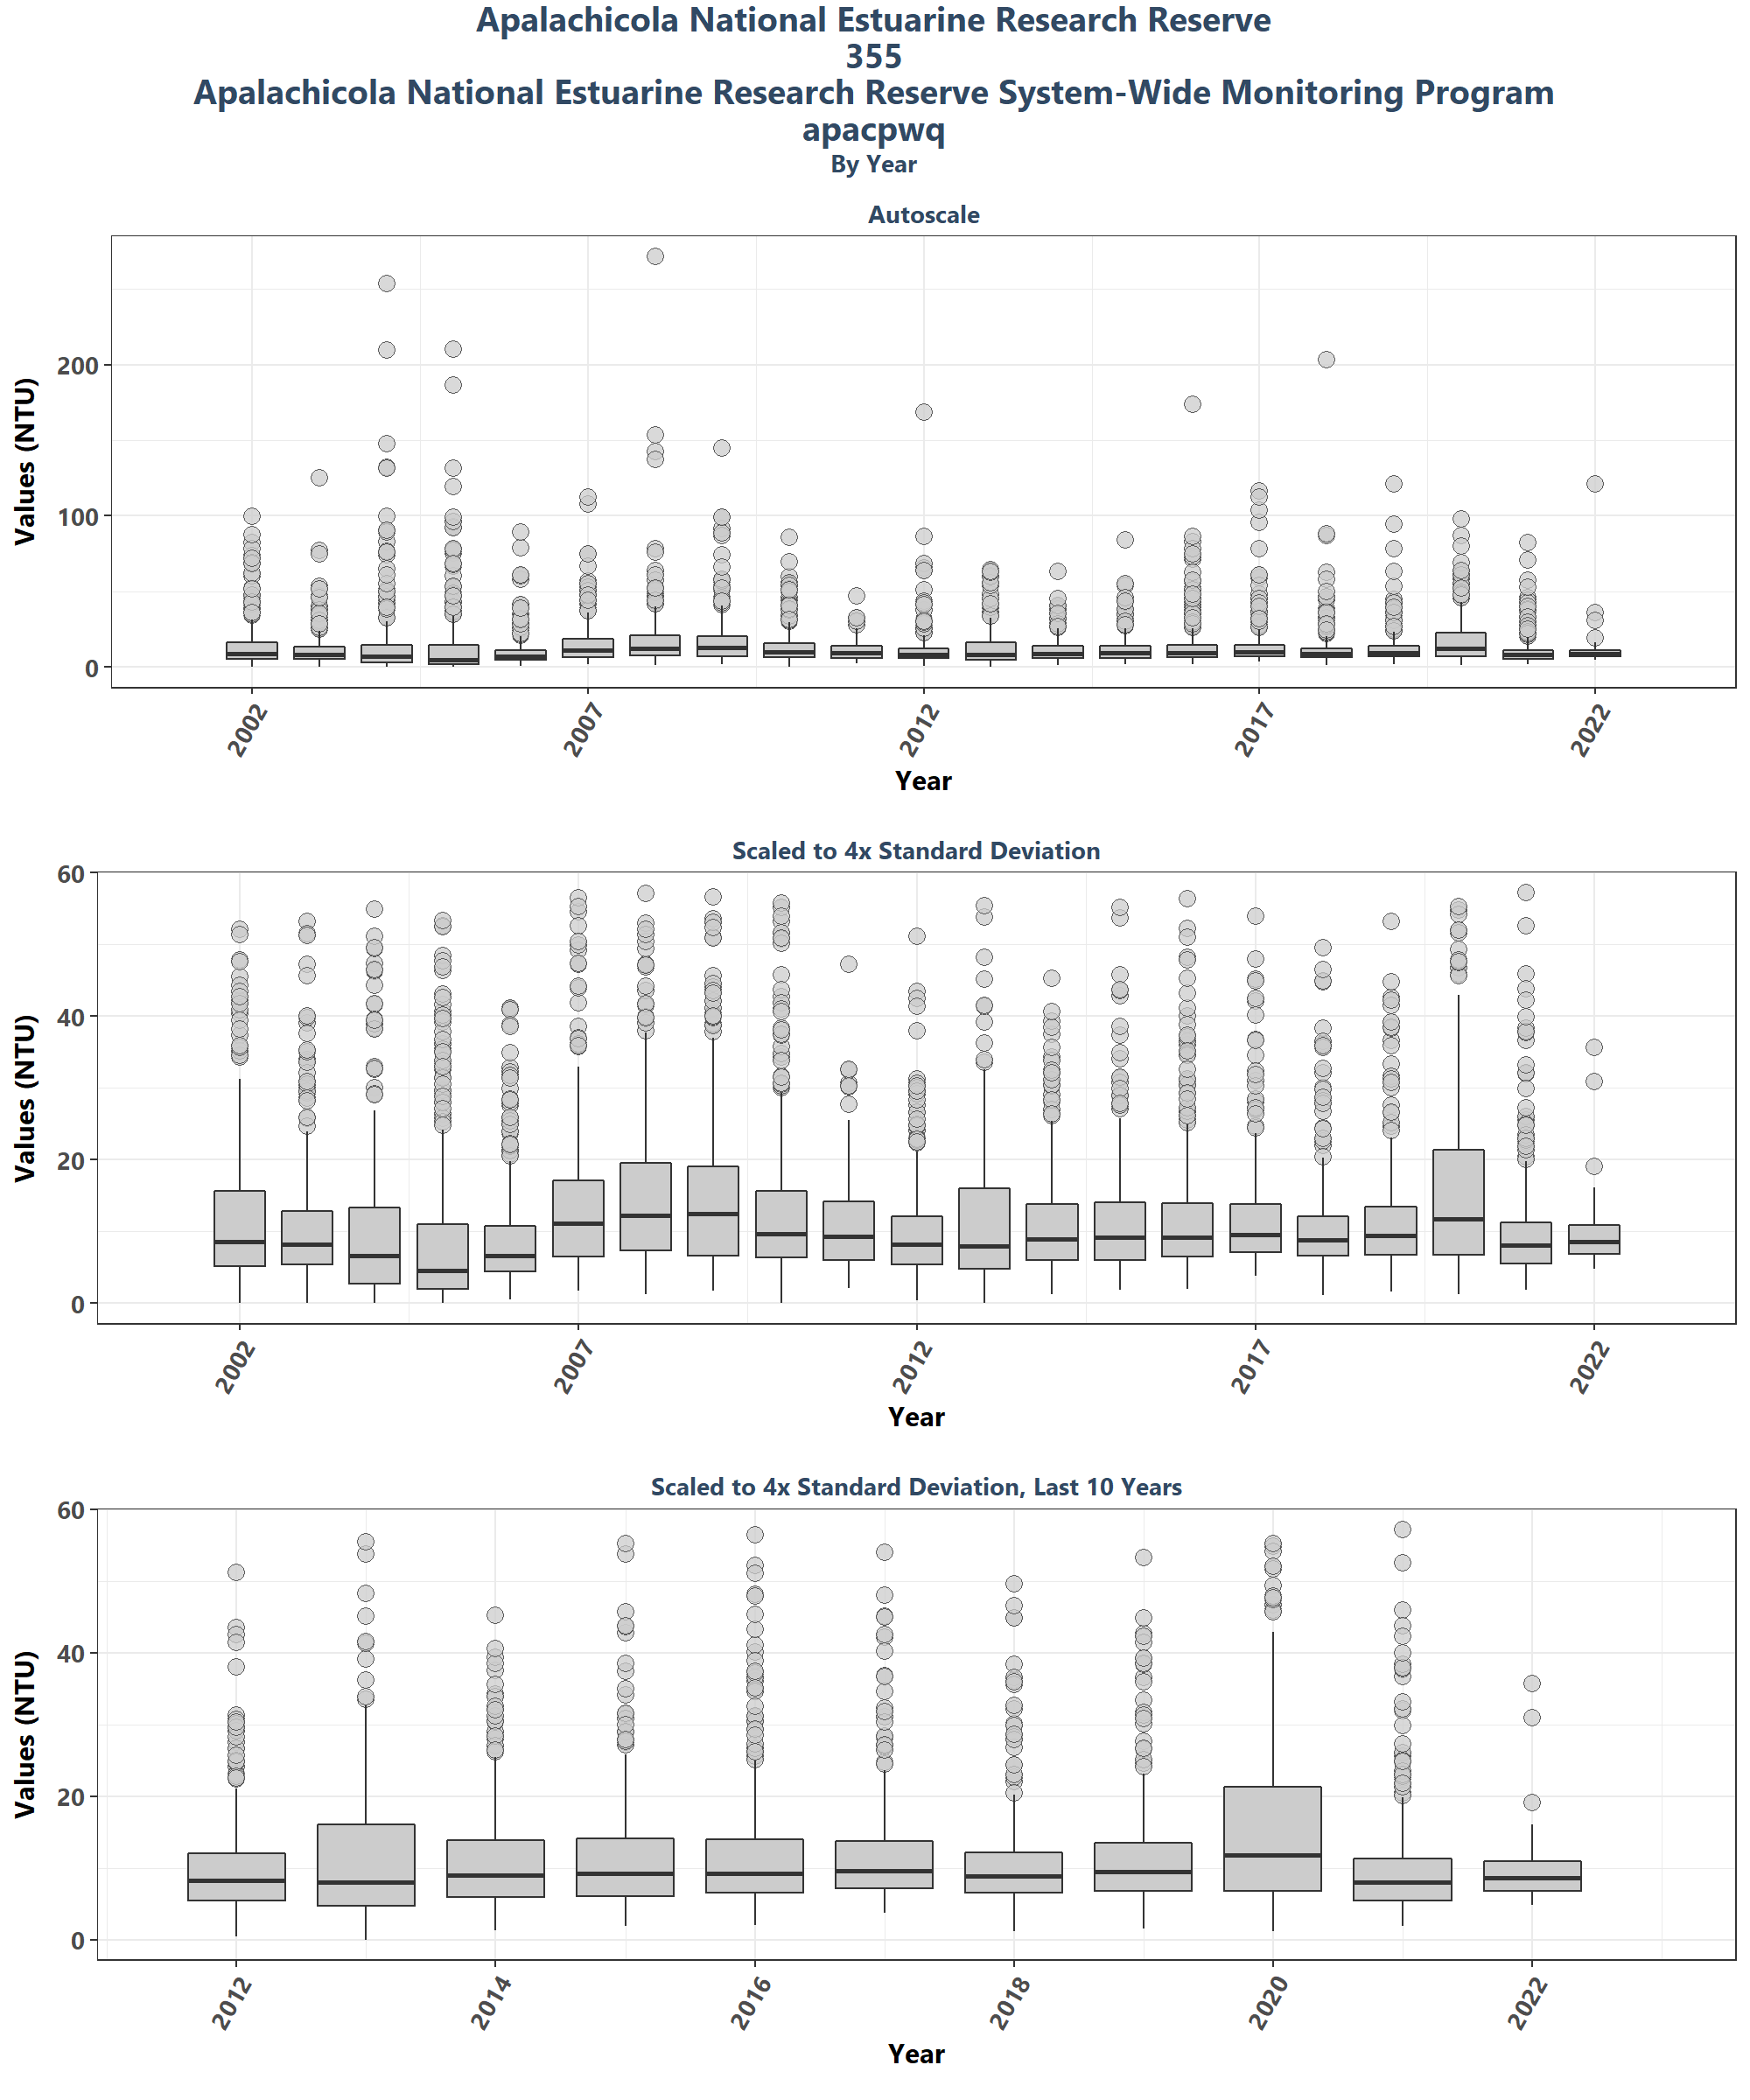 Apalachicola National Estuarine Research Reserve
355
Apalachicola National Estuarine Research Reserve System-Wide Monitoring Program
apacpwq
By Year
Autoscale
Values (NTU)
200
100
0
2002
2007
2012
2017
2022
Year
Scaled to 4x Standard Deviation
Values (NTU)
60
40
20
0
2002
2007
2012
2017
2022
Year
Scaled to 4x Standard Deviation, Last 10 Years
Values (NTU)
60
40
20
0
2012
2014
2016
2018
2020
2022
Year